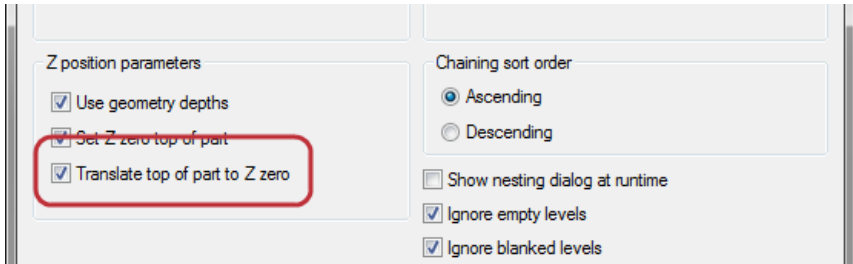 Z position parameters
Use geometry depths
Set Z zero top of part
Translate top of part to Z zero
Chaining sort order
Ascending
Descending
Show nesting dialog at runtime
Ignore empty levels
Ignore blanked levels